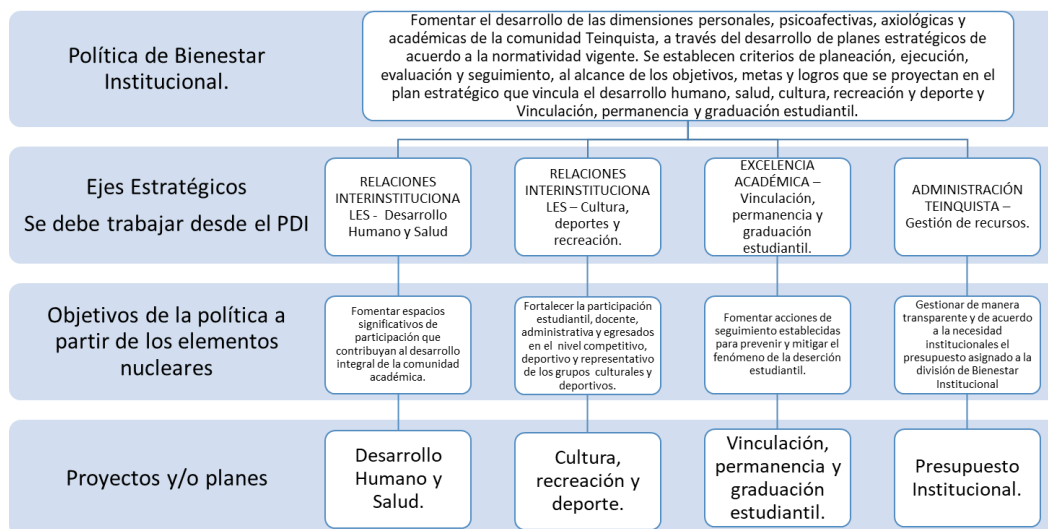 Política de Bienestar
Institucional.
Fomentar el desarrollo de las dimensiones personales, psicoafectivas, axiológicas y
académicas de la comunidad Teinquista, a través del desarrollo de planes estratégicos de
acuerdo a la normatividad vigente. Se establecen criterios de planeación, ejecución,
evaluación y seguimiento, al alcance de los objetivos, metas y logros que se proyectan en el
plan estratégico que vincula el desarrollo humano, salud, cultura, recreación y deporte y
Vinculación, permanencia y graduación estudiantil.
Ejes Estratégicos
Se debe trabajar desde el PDI
RELACIONES
INTERINSTITUCIONA
LES - Desarrollo
Humano y Salud
RELACIONES
INTERINSTITUCIONA
LES – Cultura,
deportes y
recreación.
EXCELENCIA
ACADÉMICA –
Vinculación,
permanencia y
graduación
estudiantil.
ADMINISTRACIÓN
TEINQUISTA –
Gestión de recursos.
Objetivos de la política a
partir de los elementos
nucleares
Fomentar espacios
significativos de
participación que
contribuyan al desarrollo
integral de la comunidad
académica.
Fortalecer la participación
estudiantil, docente,
administrativa y egresados
en el nivel competitivo,
deportivo y representativo
de los grupos culturales y
deportivos.
Fomentar acciones de
seguimiento establecidas
para prevenir y mitigar el
fenómeno de la deserción
estudiantil.
Gestionar de manera
transparente y de acuerdo
a la necesidad
institucionales el
presupuesto asignado a la
división de Bienestar
Institucional
Proyectos y/o planes
Desarrollo
Humano y
Salud.
Cultura,
recreación y
deporte.
Vinculación,
permanencia y
graduación
estudiantil.
Presupuesto
Institucional.